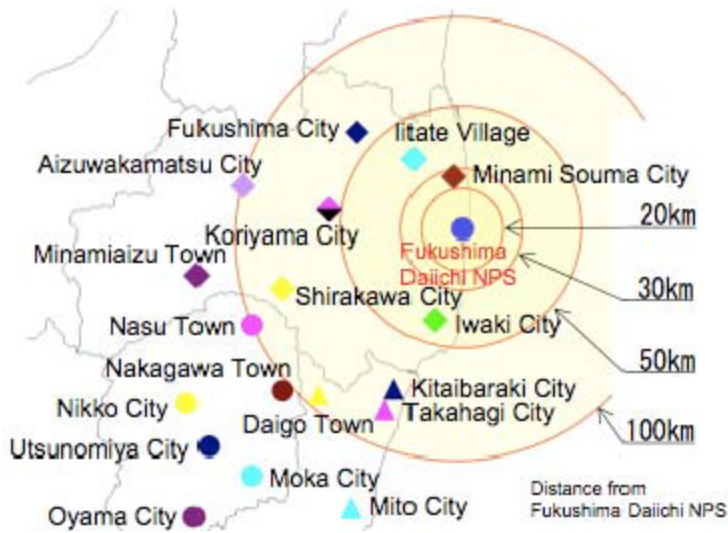 Fukushima City
Iitate Village
Aizuwakamatsu City
Minami Souma City
20km
Koriyama City
Minamiaizu Town
Fukushima
Daiichi NPS
30km
Shirakawa City
Nasu Town
Iwaki City
50km
Nakagawa Town
Kitaibaraki City
Nikko City
Daigo Town
Takahagi City
100km
Utsunomiya City
Moka City
Mito City
Oyama City
Distance from
Fukushima Daiichi NPS